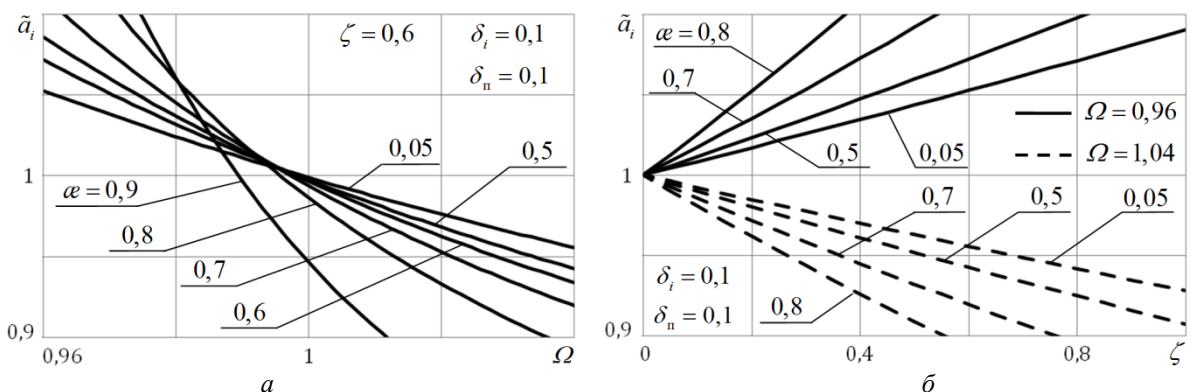 ã_i
ζ = 0,6
δ_i = 0,1
δ_п = 0,1
1
æ = 0,9
0,8
0,7
0,6
0,05
0,5
0,9
0,96
1
Ω
а
ã_i
æ = 0,8
0,7
0,5
0,05
Ω = 0,96
Ω = 1,04
1
0,7
0,5
0,05
δ_i = 0,1
δ_п = 0,1
0,8
0,9
0
0,4
0,8
ζ
б